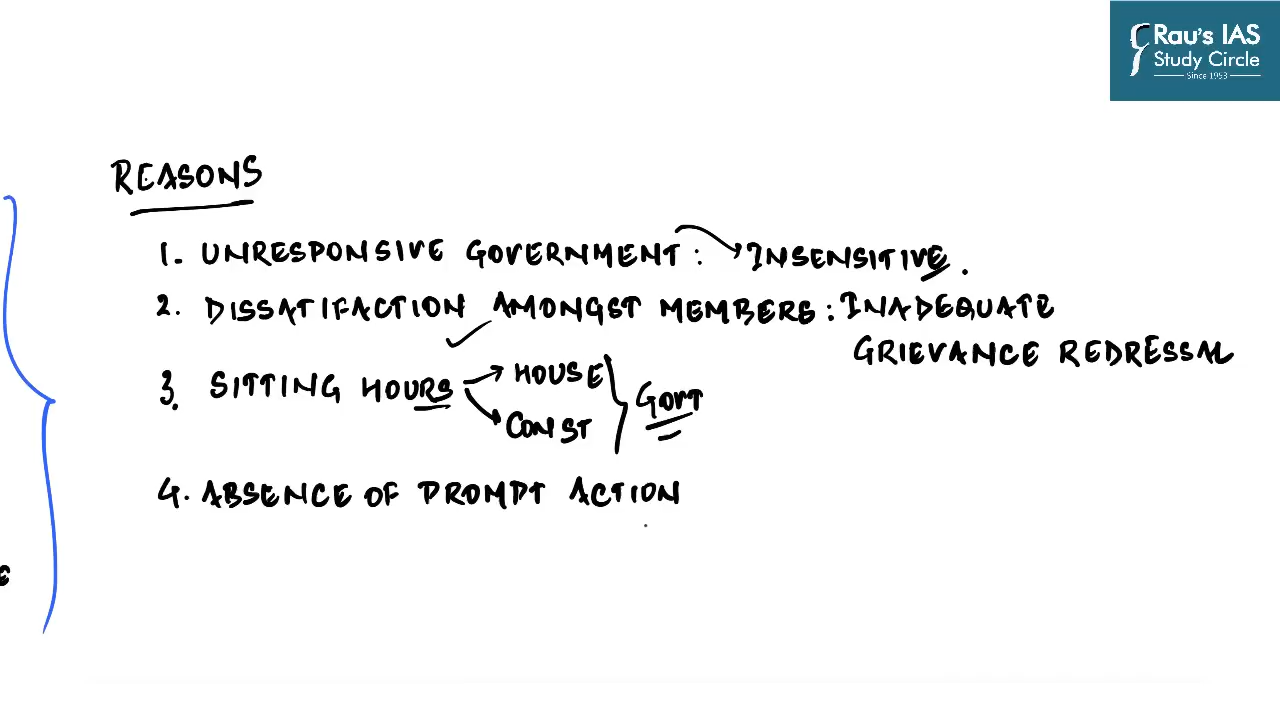 Rau's IAS
Study Circle
Since 1953
REASONS
1. UNRESPONSIVE GOVERNMENT : INSENSITIVE.
2. DISSATIFACTION AMONGST MEMBERS : INADEQUATE
GRIEVANCE REDRESSAL
3. SITTING HOURS HOUSE
CONST
GOVT
4. ABSENCE OF PROMPT ACTION